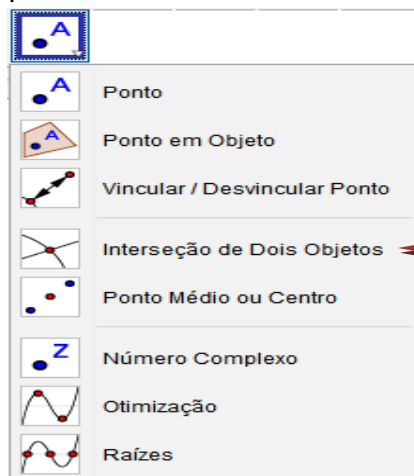 A
A Ponto
A Ponto em Objeto
Vincular / Desvincular Ponto
Interseção de Dois Objetos
Ponto Médio ou Centro
Z Número Complexo
Otimização
Raízes